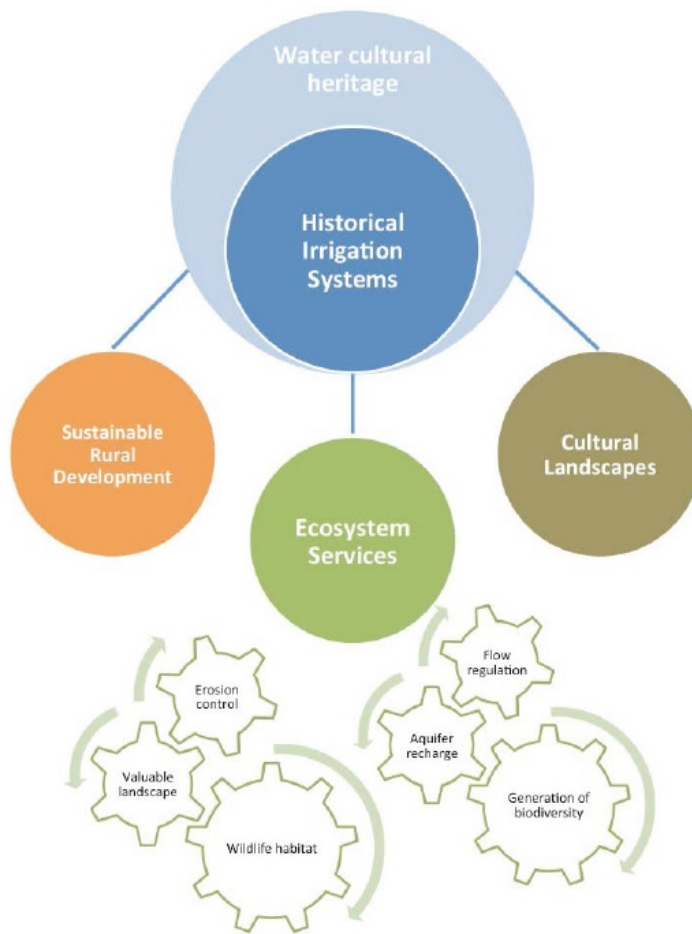 Water cultural
heritage
Historical
Irrigation
Systems
Sustainable
Rural
Development
Cultural
Landscapes
Ecosystem
Services
Flow
regulation
Erosion
control
Aquifer
recharge
Valuable
landscape
Generation of
biodiversity
Wildlife habitat